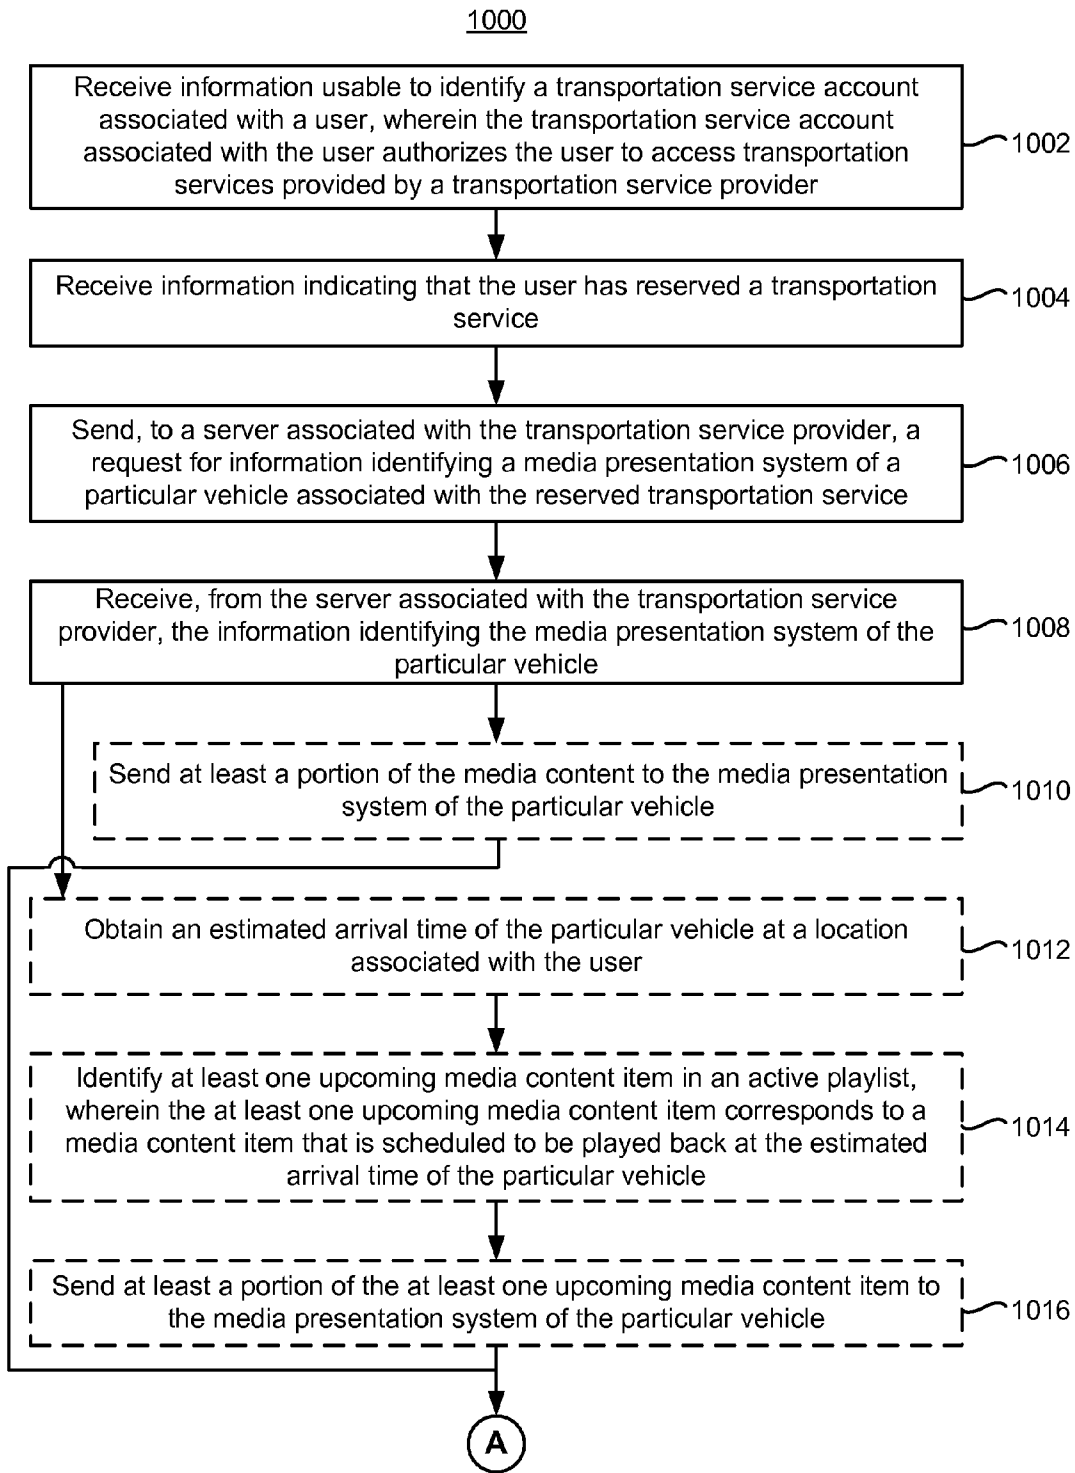 1000
Receive information usable to identify a transportation service account
associated with a user, wherein the transportation service account
associated with the user authorizes the user to access transportation
services provided by a transportation service provider
1002
Receive information indicating that the user has reserved a transportation
service
1004
Send, to a server associated with the transportation service provider, a
request for information identifying a media presentation system of a
particular vehicle associated with the reserved transportation service
1006
Receive, from the server associated with the transportation service
provider, the information identifying the media presentation system of the
particular vehicle
1008
Send at least a portion of the media content to the media presentation
system of the particular vehicle
1010
Obtain an estimated arrival time of the particular vehicle at a location
associated with the user
1012
Identify at least one upcoming media content item in an active playlist,
wherein the at least one upcoming media content item corresponds to a
media content item that is scheduled to be played back at the estimated
arrival time of the particular vehicle
1014
Send at least a portion of the at least one upcoming media content item to
the media presentation system of the particular vehicle
1016
A